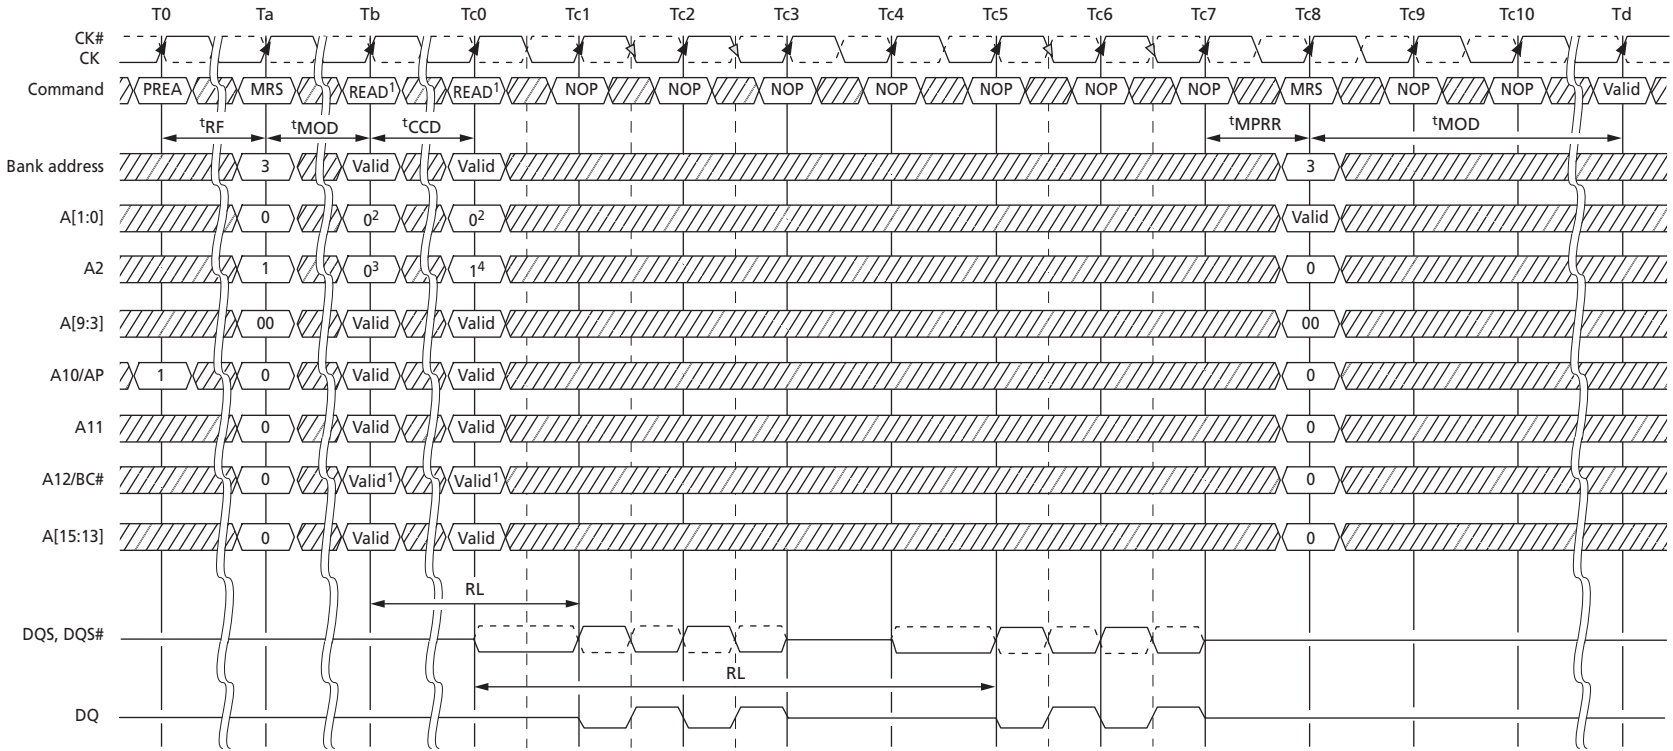 T0 Ta Tb Tc0 Tc1 Tc2 Tc3 Tc4 Tc5 Tc6 Tc7 Tc8 Tc9 Tc10 Td
CK#
CK
Command PREA MRS READ1 READ1 NOP NOP NOP NOP NOP NOP NOP MRS NOP NOP Valid
tRF tMOD tCCD tMPRR tMOD
Bank address 3 Valid Valid 3
A[1:0] 0 02 02 Valid
A2 1 03 14 0
A[9:3] 00 Valid Valid 00
A10/AP 1 0 Valid Valid 0
A11 0 Valid Valid 0
A12/BC# 0 Valid1 Valid1 0
A[15:13] 0 Valid Valid 0
RL
DQS, DQS#
RL
DQ